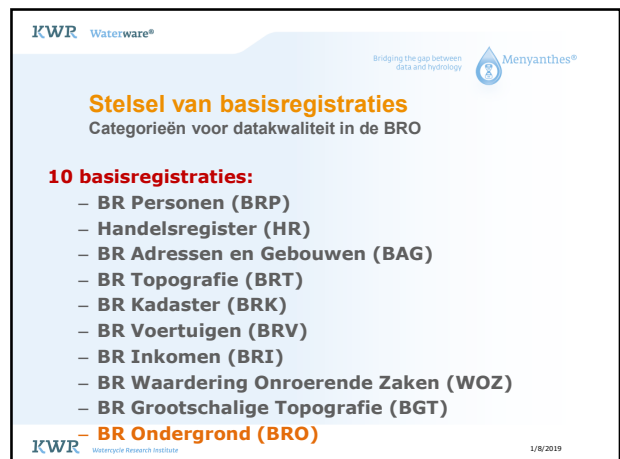 KWR Waterware®
Bridging the gap between
data and hydrology
Menyanthes®
Stelsel van basisregistraties
Categorieën voor datakwaliteit in de BRO
10 basisregistraties:
– BR Personen (BRP)
– Handelsregister (HR)
– BR Adressen en Gebouwen (BAG)
– BR Topografie (BRT)
– BR Kadaster (BRK)
– BR Voertuigen (BRV)
– BR Inkomen (BRI)
– BR Waardering Onroerende Zaken (WOZ)
– BR Grootschalige Topografie (BGT)
– BR Ondergrond (BRO)
KWR Watercycle Research Institute
1/8/2019